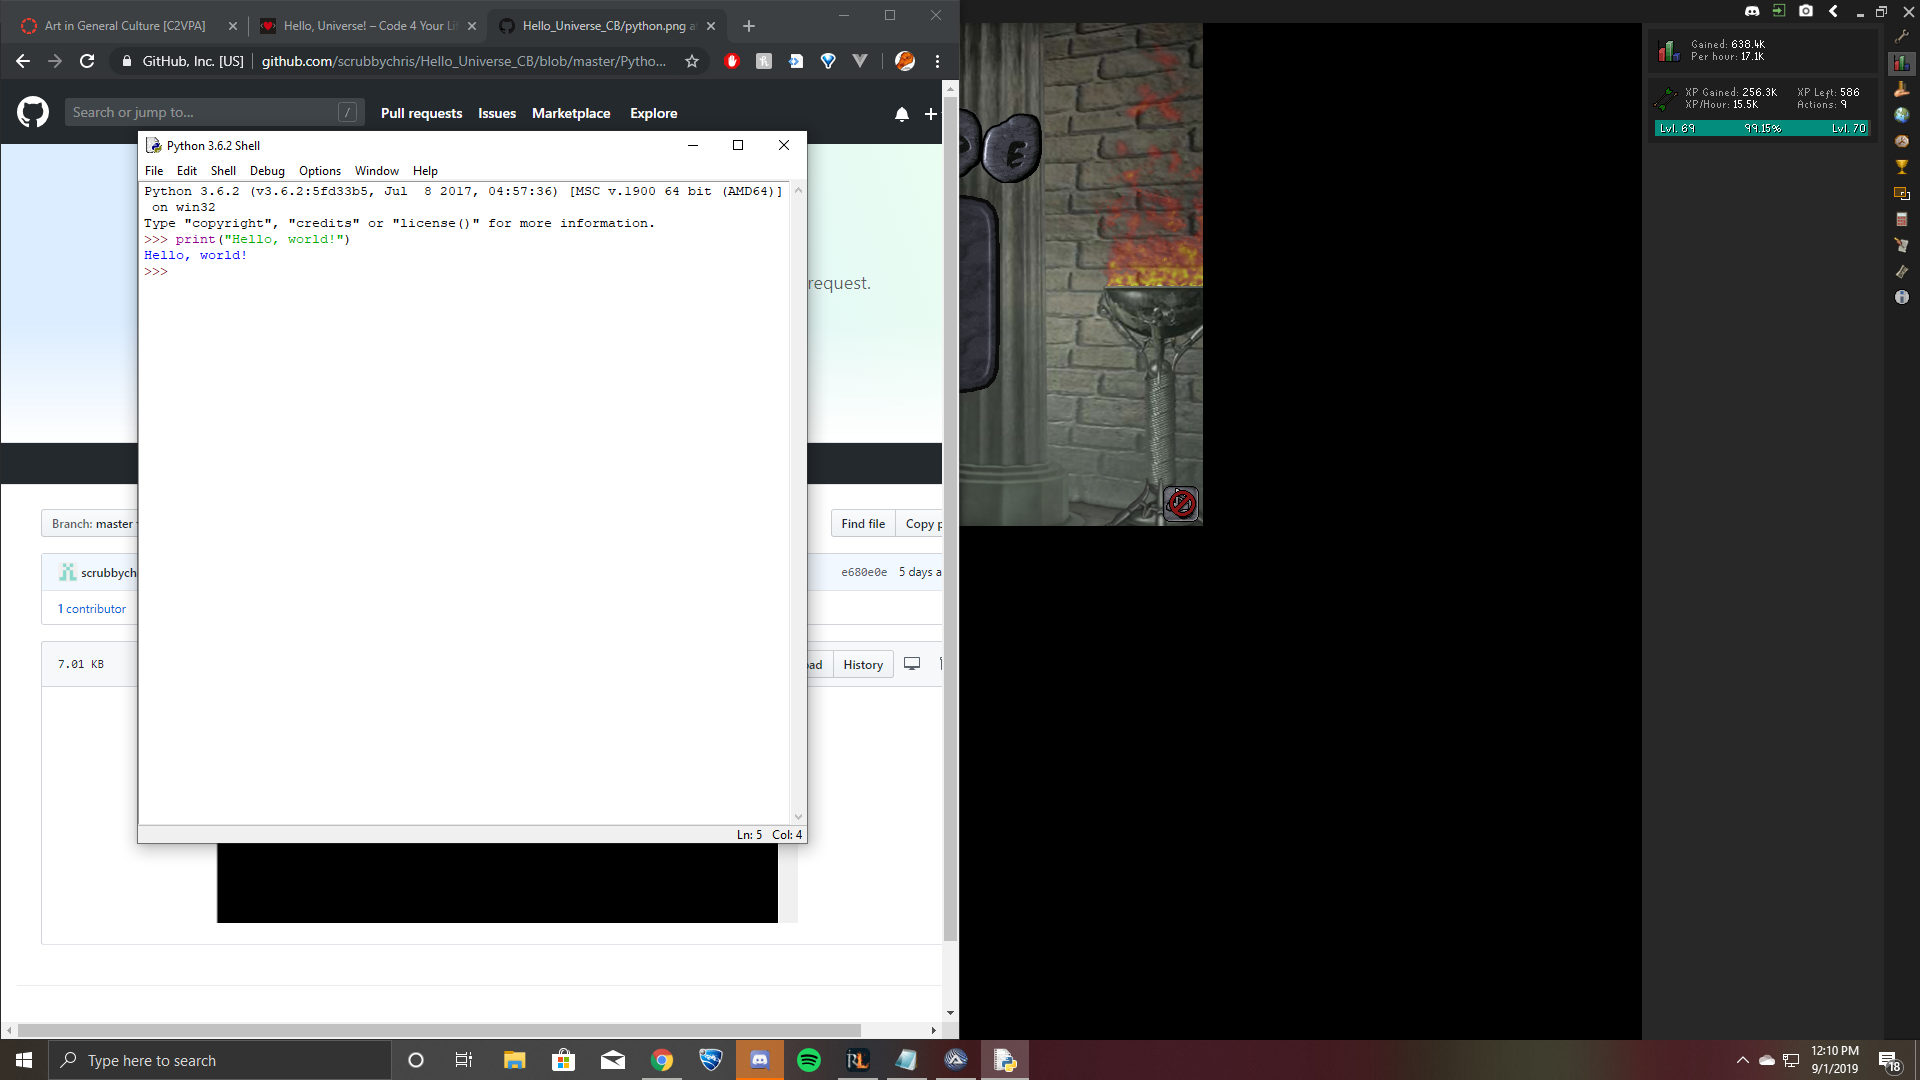 Art in General Culture [C2VPA]
Hello, Universe! – Code 4 Your Li
Hello_Universe_CB/python.png a
GitHub, Inc. [US]
github.com/scrubbychris/Hello_Universe_CB/blob/master/Pytho...
Search or jump to...
/
Pull requests
Issues
Marketplace
Explore
Python 3.6.2 Shell
File Edit Shell Debug Options Window Help
Python 3.6.2 (v3.6.2:5fd33b5, Jul  8 2017, 04:57:36) [MSC v.1900 64 bit (AMD64)]
on win32
Type "copyright", "credits" or "license()" for more information.
>>> print("Hello, world!")
Hello, world!
>>>
request.
Branch: master
Find file
Copy p
scrubbych
e680e0e
5 days a
1 contributor
7.01 KB
oad
History
Ln: 5 Col: 4
E
Gained: 638.4K
Per hour: 17.1K
XP Gained: 256.3K XP Left: 586
XP/Hour: 15.5K Actions: 9
Lvl. 69 99.15% Lvl. 70
Type here to search
RL
12:10 PM
9/1/2019
18